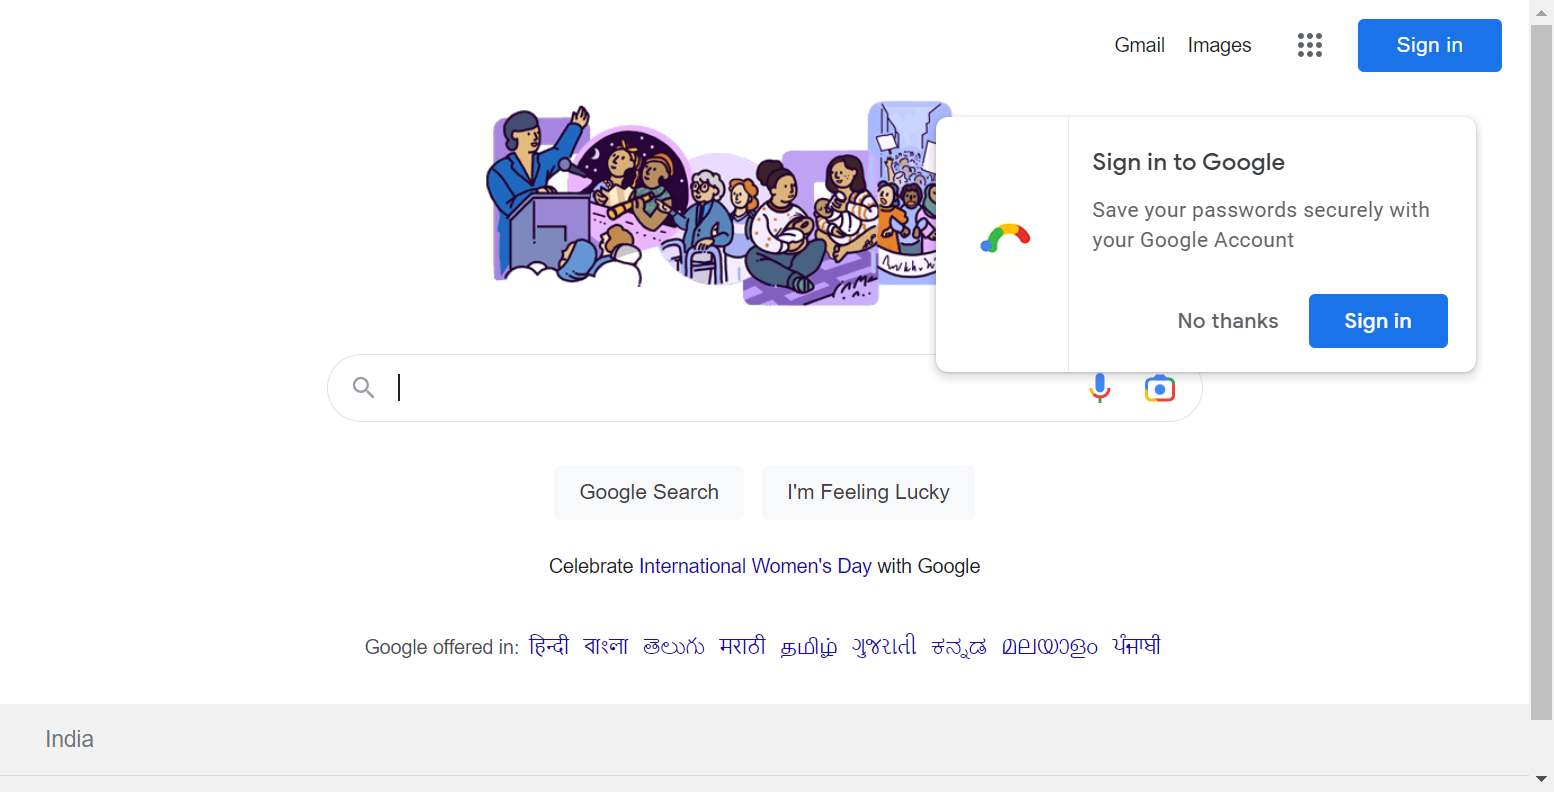 Gmail Images Sign in
Sign in to Google
Save your passwords securely with
your Google Account
No thanks Sign in
Google Search I'm Feeling Lucky
Celebrate International Women's Day with Google
Google offered in: हिन्दी বাংলা తెలుగు मराठी தமிழ் ગુજરાતી ಕನ್ನಡ മലയാളം ਪੰਜਾਬੀ
India